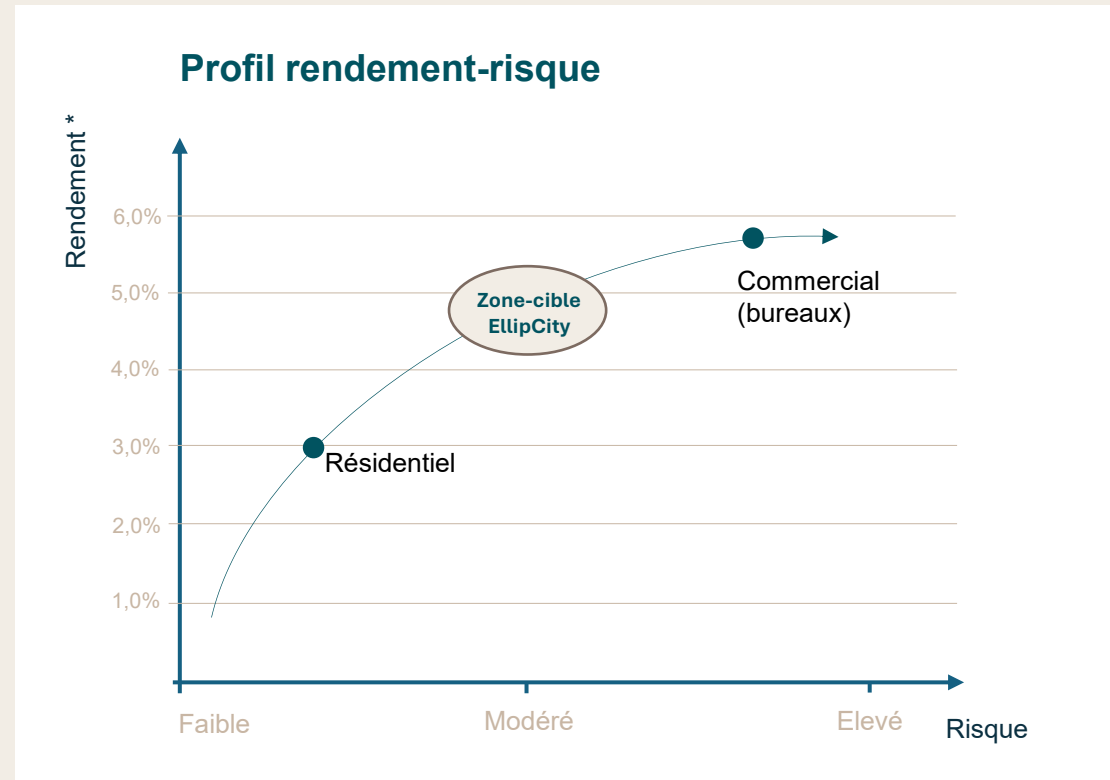 Profil rendement-risque
Rendement *
6,0%
5,0%
4,0%
3,0%
2,0%
1,0%
Zone-cible
EllipCity
Commercial
(bureaux)
Résidentiel
Faible
Modéré
Elevé
Risque